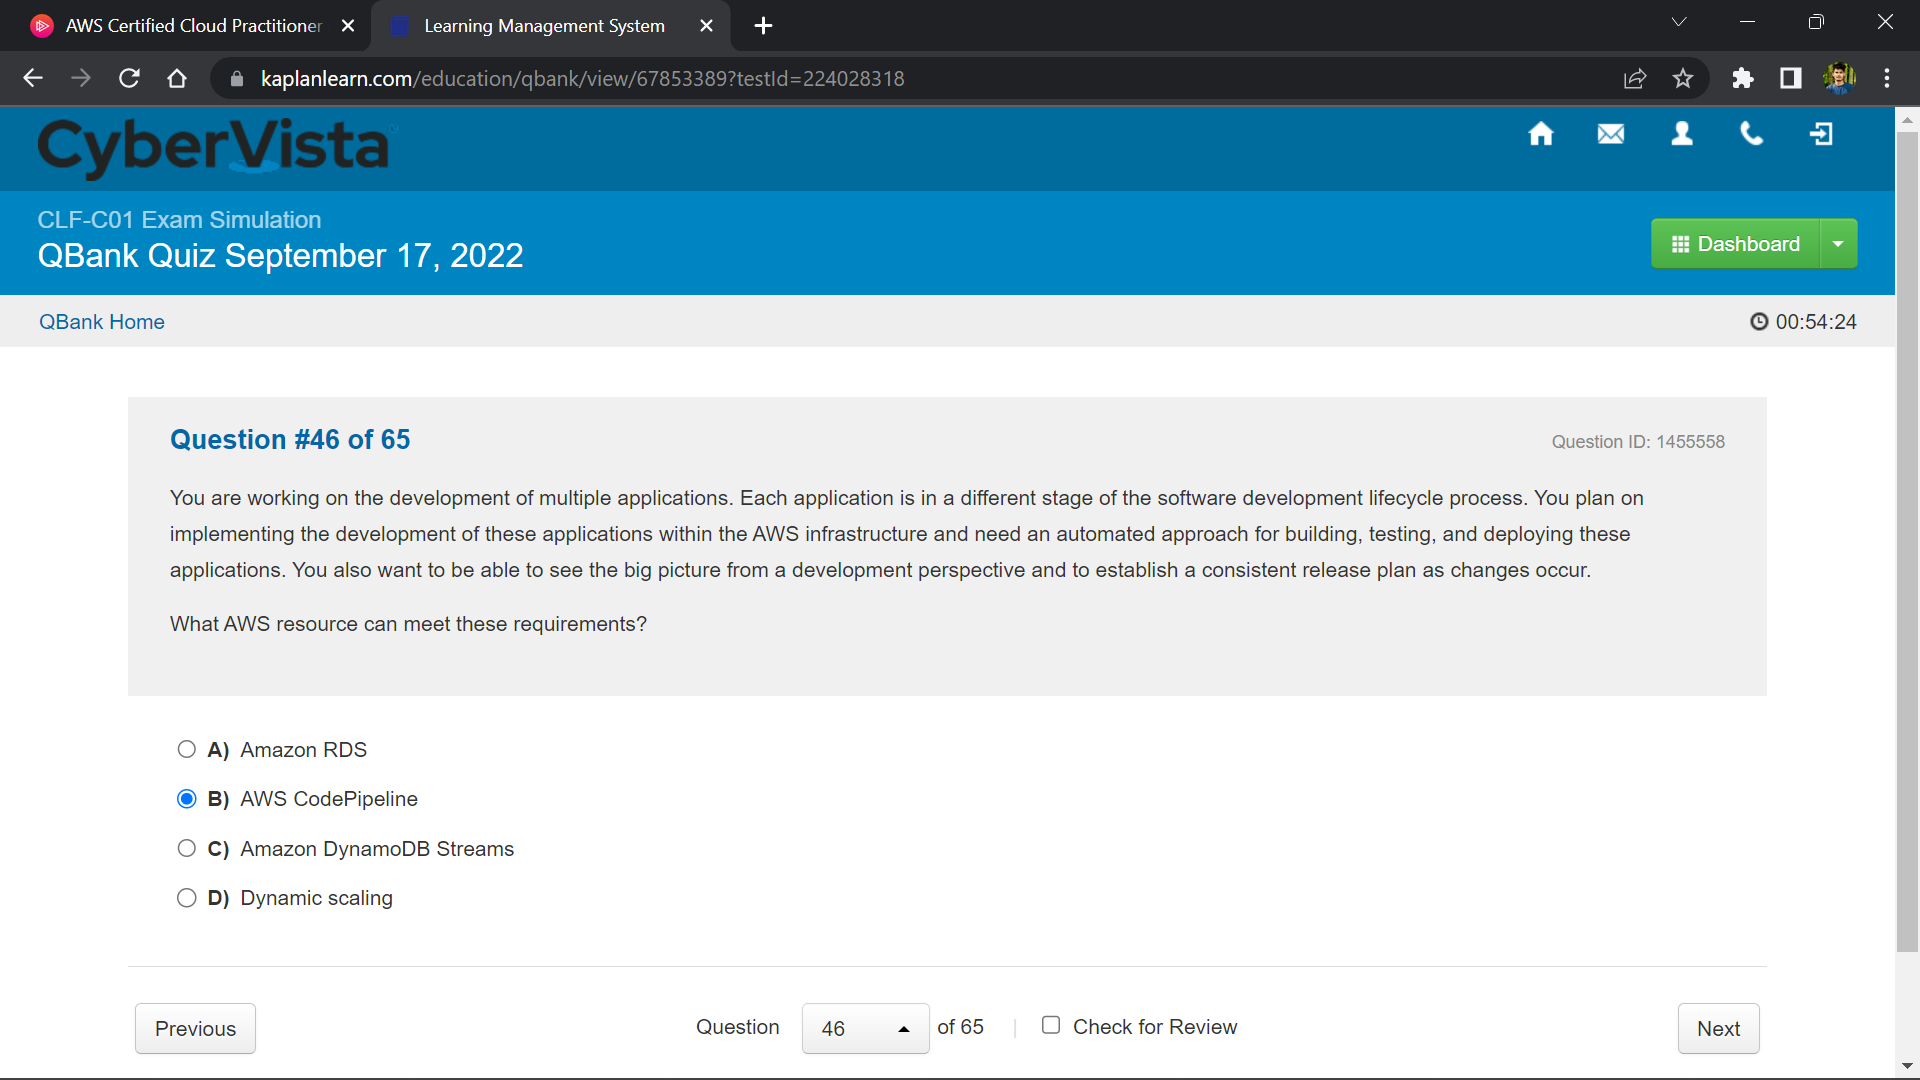 AWS Certified Cloud Practitioner
Learning Management System
kaplanlearn.com/education/qbank/view/67853389?testId=224028318
CyberVista
CLF-C01 Exam Simulation
QBank Quiz September 17, 2022
Dashboard
QBank Home
00:54:24
Question #46 of 65
Question ID: 1455558
You are working on the development of multiple applications. Each application is in a different stage of the software development lifecycle process. You plan on
implementing the development of these applications within the AWS infrastructure and need an automated approach for building, testing, and deploying these
applications. You also want to be able to see the big picture from a development perspective and to establish a consistent release plan as changes occur.
What AWS resource can meet these requirements?
A) Amazon RDS
B) AWS CodePipeline
C) Amazon DynamoDB Streams
D) Dynamic scaling
Previous
Question 46 of 65
Check for Review
Next